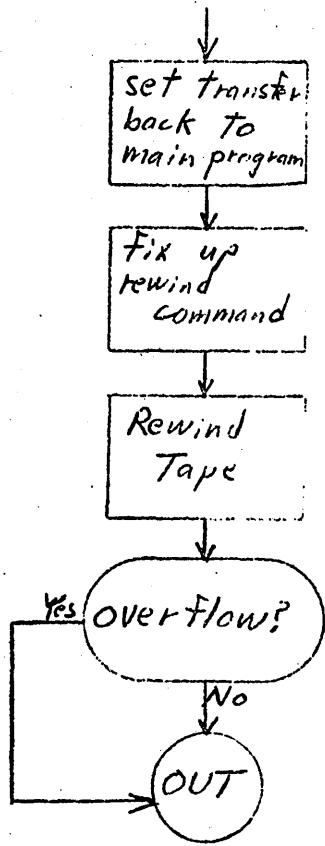 set transfer
back to
main program
Fix up
rewind
command
Rewind
Tape
Yes
overflow?
No
OUT